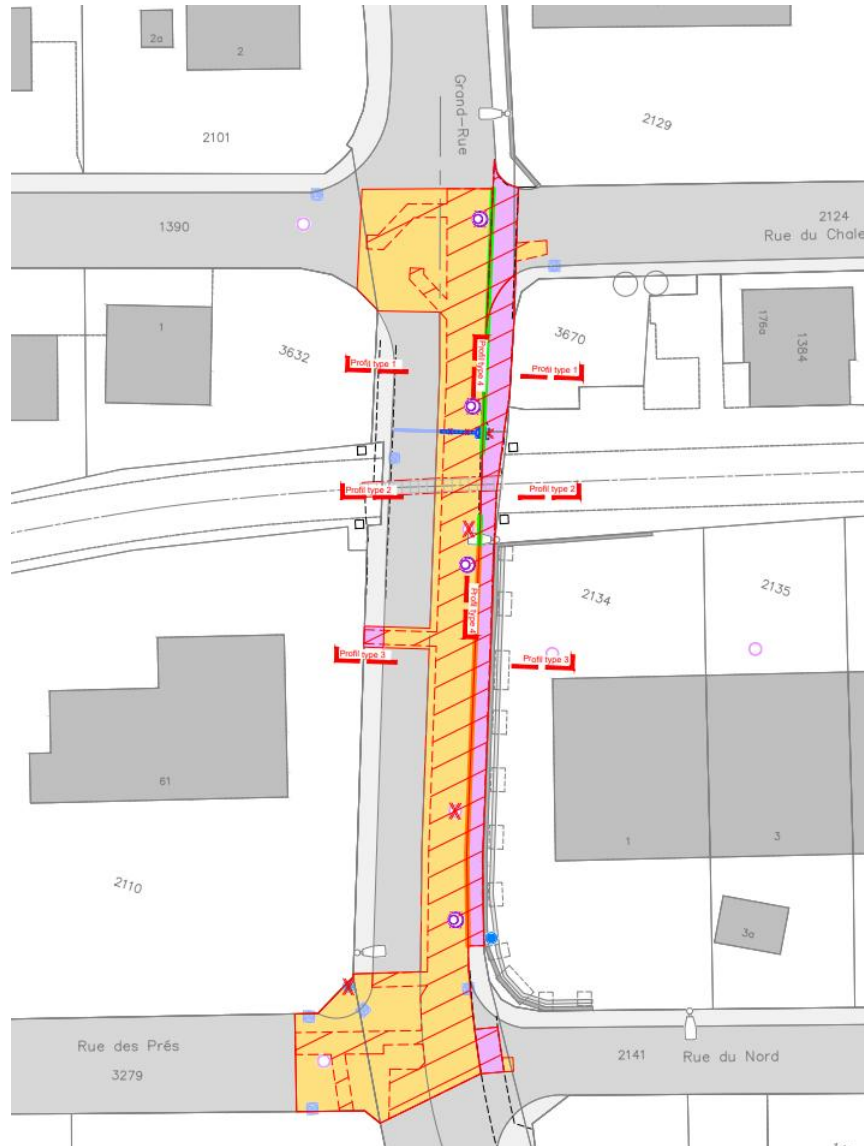 2a
2
2101
Grand-Rue
2129
1390
2124
Rue du Chale
1
3632
3670
176a
1384
Profil type 1
Profil type 4
Profil type 1
Profil type 2
Profil type 2
2134
2135
Profil type 4
Profil type 3
Profil type 3
61
1
3
2110
3a
Rue des Prés
3279
2141
Rue du Nord